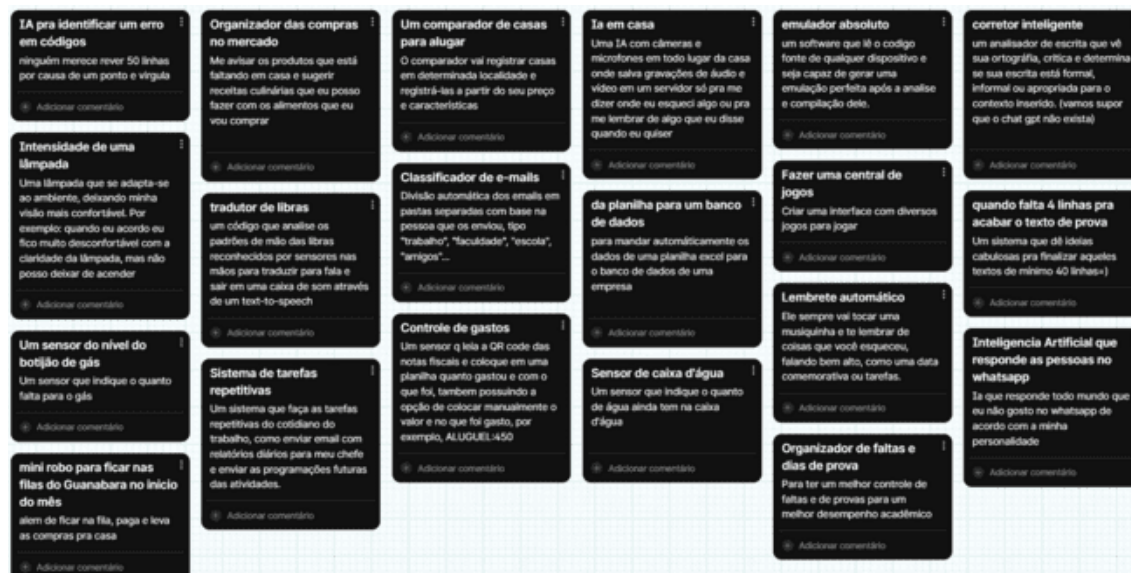 IA pra identificar um erro
em códigos
ninguém merece rever 50 linhas
por causa de um ponto e virgula
Adicionar comentário
Intensidade de uma
lâmpada
Uma lâmpada que se adapta-se
ao ambiente, deixando minha
visão mais confortável. Por
exemplo: quando eu acordo eu
fico muito desconfortável com a
claridade da lâmpada, mas não
posso deixar de acender
Adicionar comentário
Um sensor do nível do
botijão de gás
Um sensor que indique o quanto
falta para o gás
Adicionar comentário
mini robo para ficar nas
filas do Guanabara no inicio
do mês
alem de ficar na fila, paga e leva
as compras pra casa
Adicionar comentário
Organizador das compras
no mercado
Me avisar os produtos que está
faltando em casa e sugerir
receitas culinárias que eu posso
fazer com os alimentos que eu
vou comprar
Adicionar comentário
tradutor de libras
um código que analise os
padrões de mão das libras
reconhecidos por sensores nas
mãos para traduzir para fala e
sair em uma caixa de som através
de um text-to-speech
Adicionar comentário
Sistema de tarefas
repetitivas
Um sistema que faça as tarefas
repetitivas do cotidiano do
trabalho, como enviar email com
relatórios diários para meu chefe
e enviar as programações futuras
das atividades.
Adicionar comentário
Um comparador de casas
para alugar
O comparador vai registrar casas
em determinada localidade e
registrá-las a partir do seu preço
e características
Adicionar comentário
Classificador de e-mails
Divisão automática dos emails em
pastas separadas com base na
pessoa que os enviou, tipo
"trabalho", "faculdade", "escola",
"amigos"...
Adicionar comentário
Controle de gastos
Um sensor q leia a QR code das
notas fiscais e coloque em uma
planilha quanto gastou e com o
que foi, tambem possuindo a
opção de colocar manualmente o
valor e no que foi gasto, por
exemplo, ALUGUEL:450
Adicionar comentário
Ia em casa
Uma IA com câmeras e
microfones em todo lugar da casa
onde salva gravações de áudio e
vídeo em um servidor só pra me
dizer onde eu esqueci algo ou pra
me lembrar de algo que eu disse
quando eu quiser
Adicionar comentário
da planilha para um banco
de dados
para mandar automáticamente os
dados de uma planilha excel para
o banco de dados de uma
empresa
Adicionar comentário
Sensor de caixa d'água
Um sensor que indique o quanto
de água ainda tem na caixa
d'água
Adicionar comentário
emulador absoluto
um software que lê o codigo
fonte de qualquer dispositivo e
seja capaz de gerar uma
emulação perfeita após a analise
e compilação dele.
Adicionar comentário
Fazer uma central de
jogos
Criar uma interface com diversos
jogos para jogar
Adicionar comentário
Lembrete automático
Ele sempre vai tocar uma
musiquinha e te lembrar de
coisas que você esqueceu,
falando bem alto, como uma data
comemorativa ou tarefas.
Adicionar comentário
Organizador de faltas e
dias de prova
Para ter um melhor controle de
faltas e de provas para um
melhor desempenho acadêmico
Adicionar comentário
corretor inteligente
um analisador de escrita que vê
sua ortográfia, critica e determina
se sua escrita está formal,
informal ou apropriada para o
contexto inserido. (vamos supor
que o chat gpt não exista)
Adicionar comentário
quando falta 4 linhas pra
acabar o texto de prova
Um sistema que dê ideias
cabulosas pra finalizar aqueles
textos de mínimo 40 linhas=)
Adicionar comentário
Inteligencia Artificial que
responde as pessoas no
whatsapp
Ia que responde todo mundo que
eu não gosto no whatsapp de
acordo com a minha
personalidade
Adicionar comentário